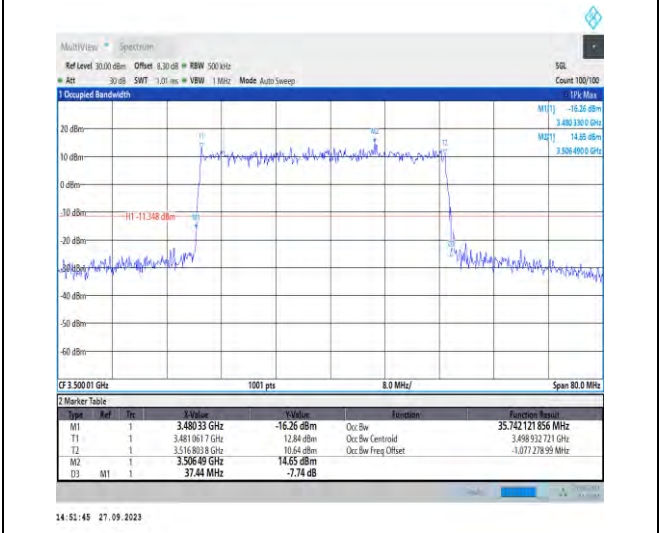 MultiView Spectrum
Ref Level 30.00 dBm Offset 8.30 dB RBW 500 kHz SGL
Att 30 dB SWT 1.01 ms VBW 1 MHz Mode Auto Sweep Count 100/100
1 Occupied Bandwidth 1Pk Max
M1[1] -16.26 dBm
3.480 330 0 GHz
M2[1] 14.65 dBm
3.506 490 0 GHz
20 dBm
T1
M2
T2
10 dBm
0 dBm
-10 dBm
H1 -11.348 dBm
M1
-20 dBm
D3
-30 dBm
-40 dBm
-50 dBm
-60 dBm
CF 3.500 01 GHz 1001 pts 8.0 MHz/ Span 80.0 MHz
2 Marker Table
Type Ref Trc X-Value Y-Value Function Function Result
M1 1 3.480 33 GHz -16.26 dBm Occ Bw 35.742 121 856 MHz
T1 1 3.481 061 7 GHz 12.84 dBm Occ Bw Centroid 3.498 932 721 GHz
T2 1 3.516 803 8 GHz 10.64 dBm Occ Bw Freq Offset -1.077 278 99 MHz
M2 1 3.506 49 GHz 14.65 dBm
D3 M1 1 37.44 MHz -7.74 dB
14:51:45 27.09.2023